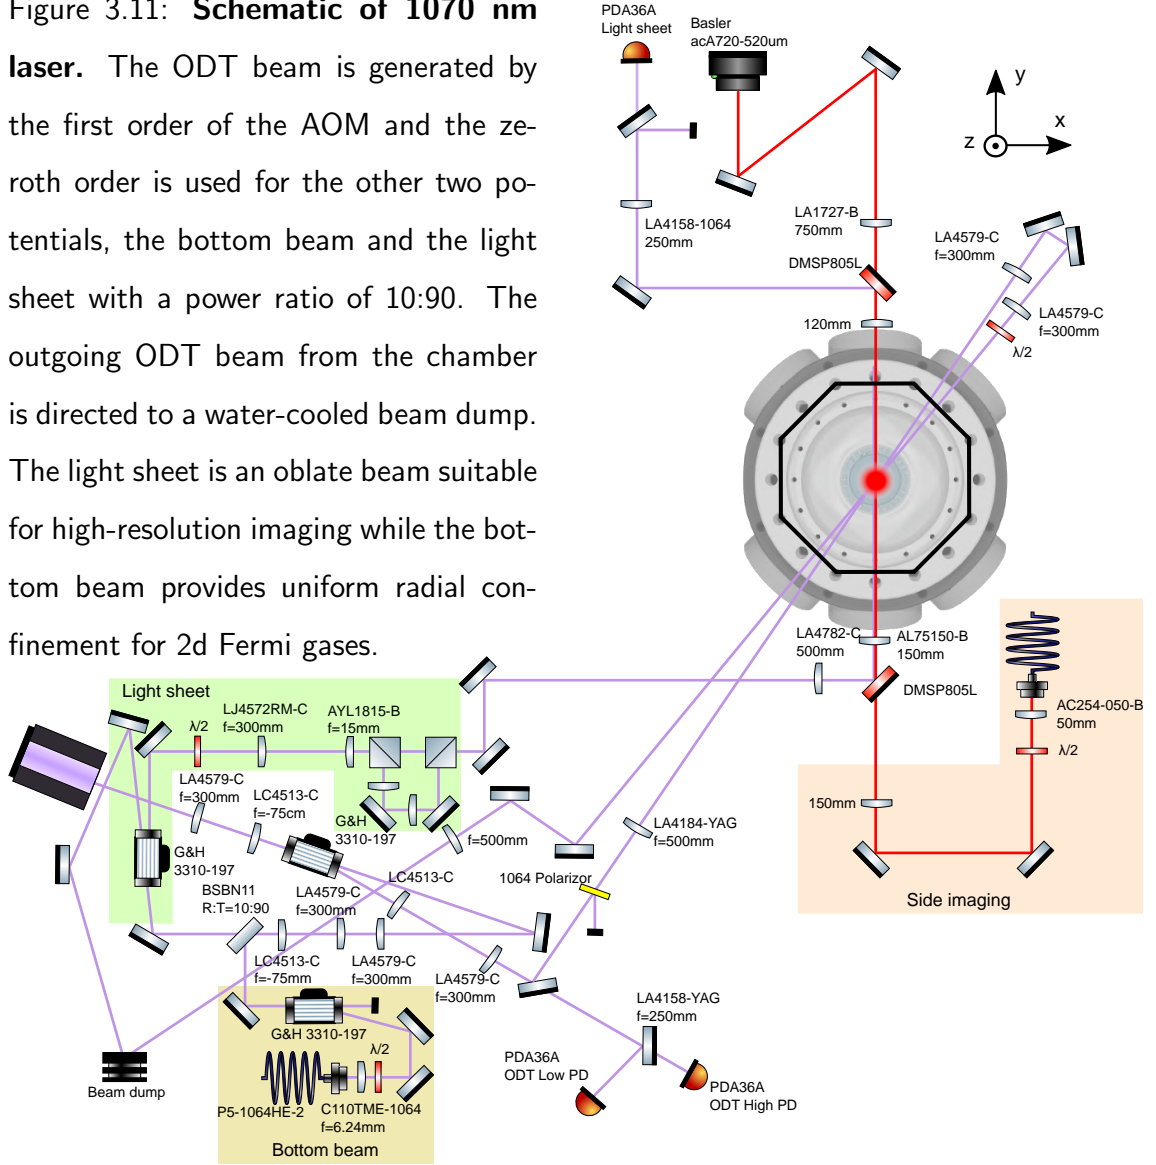 Figure 3.11: Schematic of 1070 nm
laser. The ODT beam is generated by
the first order of the AOM and the ze-
roth order is used for the other two po-
tentials, the bottom beam and the light
sheet with a power ratio of 10:90. The
outgoing ODT beam from the chamber
is directed to a water-cooled beam dump.
The light sheet is an oblate beam suitable
for high-resolution imaging while the bot-
tom beam provides uniform radial con-
finement for 2d Fermi gases.
PDA36A
Light sheet
Basler
acA720-520um
y
x
z
LA4158-1064
250mm
LA1727-B
750mm
DMSP805L
120mm
LA4579-C
f=300mm
LA4579-C
f=300mm
λ/2
LA4782-C
500mm
AL75150-B
150mm
DMSP805L
AC254-050-B
50mm
λ/2
150mm
Side imaging
Light sheet
λ/2
LJ4572RM-C
f=300mm
AYL1815-B
f=15mm
LA4579-C
f=300mm
LC4513-C
f=-75cm
G&H
3310-197
f=500mm
LA4184-YAG
f=500mm
G&H
3310-197
BSBN11
R:T=10:90
LA4579-C
f=300mm
LC4513-C
1064 Polarizor
LC4513-C
f=-75mm
LA4579-C
f=300mm
LA4579-C
f=300mm
LA4158-YAG
f=250mm
G&H 3310-197
λ/2
P5-1064HE-2
C110TME-1064
f=6.24mm
Bottom beam
Beam dump
PDA36A
ODT Low PD
PDA36A
ODT High PD